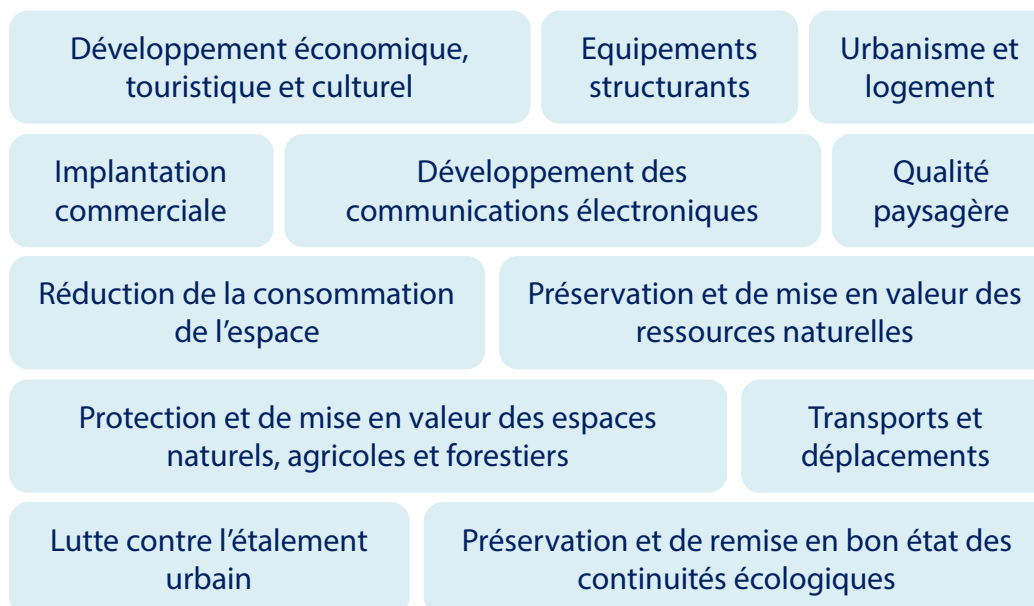 Développement économique,
touristique et culturel
Equipements
structurants
Urbanisme et
logement
Implantation
commerciale
Développement des
communications électroniques
Qualité
paysagère
Réduction de la consommation
de l’espace
Préservation et de mise en valeur des
ressources naturelles
Protection et de mise en valeur des espaces
naturels, agricoles et forestiers
Transports et
déplacements
Lutte contre l’étalement
urbain
Préservation et de remise en bon état des
continuités écologiques